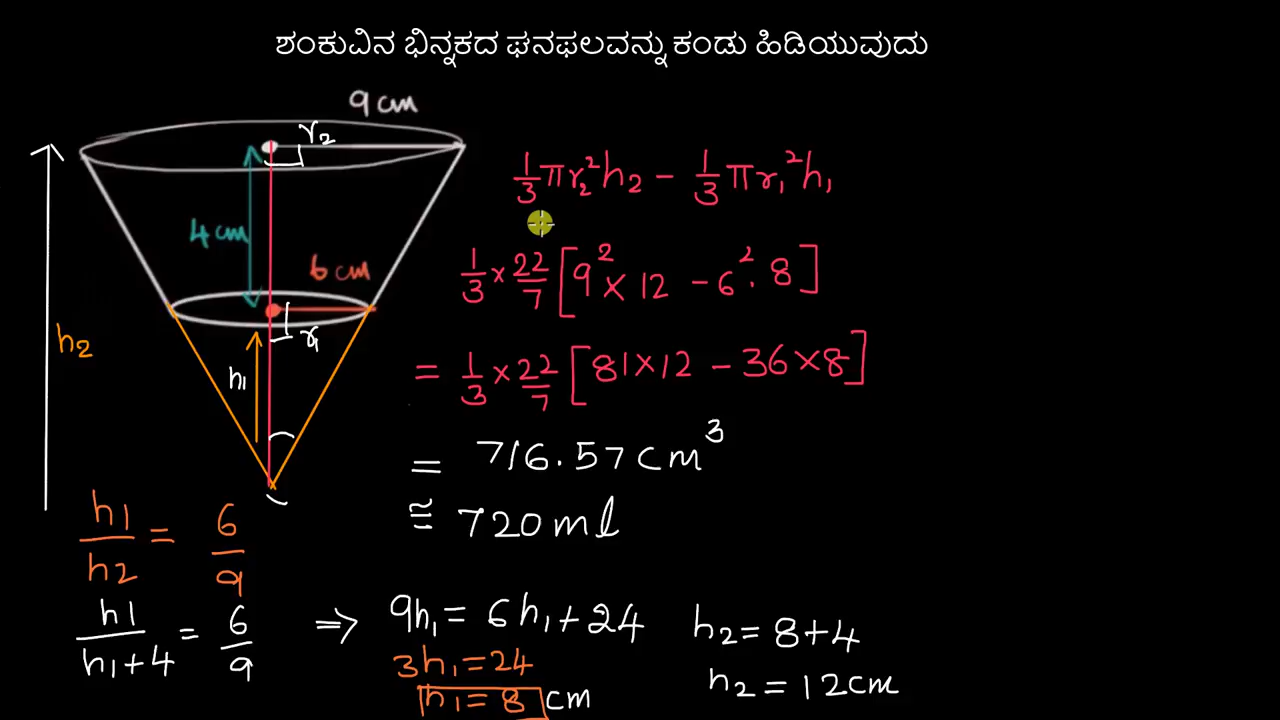 ಶಂಕುವಿನ ಭಿನ್ನಕದ ಘನಫಲವನ್ನು ಕಂಡು ಹಿಡಿಯುವುದು
9 cm
r₂
4 cm
6 cm
r₁
h₂
h₁
1/3 πr₂²h₂ − 1/3 πr₁²h₁
1/3 × 22/7 [9² × 12 − 6² · 8]
= 1/3 × 22/7 [81 × 12 − 36 × 8]
= 716.57 cm³
≅ 720 ml
h1/h2 = 6/9
h1/h1+4 = 6/9 ⇒ 9h₁ = 6h₁ + 24
3h₁ = 24
h₁ = 8 cm
h₂ = 8+4
h₂ = 12 cm